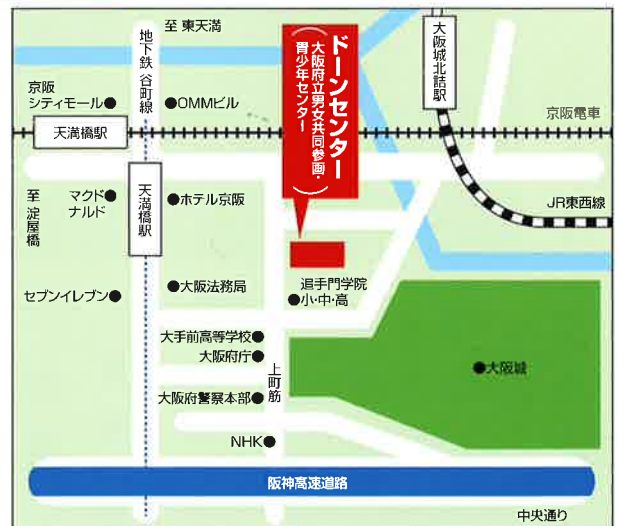 至 東天満
地下鉄 谷町線
ドーンセンター
(大阪府立男女共同参画・
青少年センター)
大阪城北詰駅
京阪
シティモール
OMMビル
京阪電車
天満橋駅
天満橋駅
至 淀屋橋
マクド
ナルド
ホテル京阪
JR東西線
セブンイレブン
大阪法務局
追手門学院
小・中・高
大手前高等学校
大阪府庁
上町筋
大阪城
大阪府警察本部
NHK
阪神高速道路
中央通り